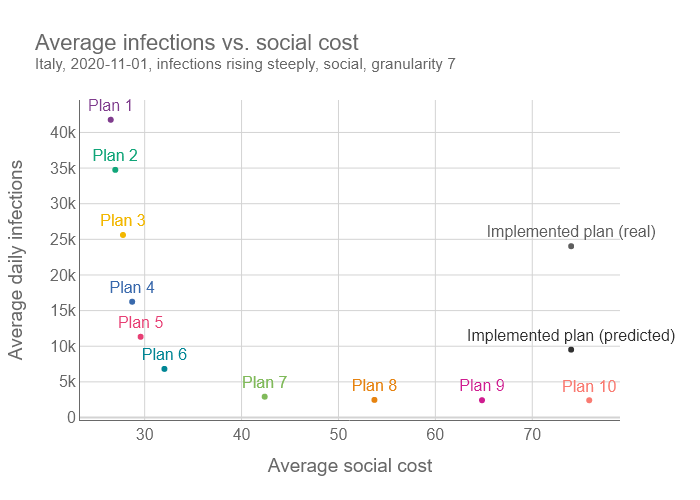 Average infections vs. social cost
Italy, 2020-11-01, infections rising steeply, social, granularity 7
Plan 1
40k
Plan 2
35k
30k
Plan 3
25k
Implemented plan (real)
20k
Plan 4
15k
Plan 5
Implemented plan (predicted)
10k
Plan 6
5k
Plan 7
Plan 8
Plan 9
Plan 10
0
30
40
50
60
70
Average social cost
Average daily infections